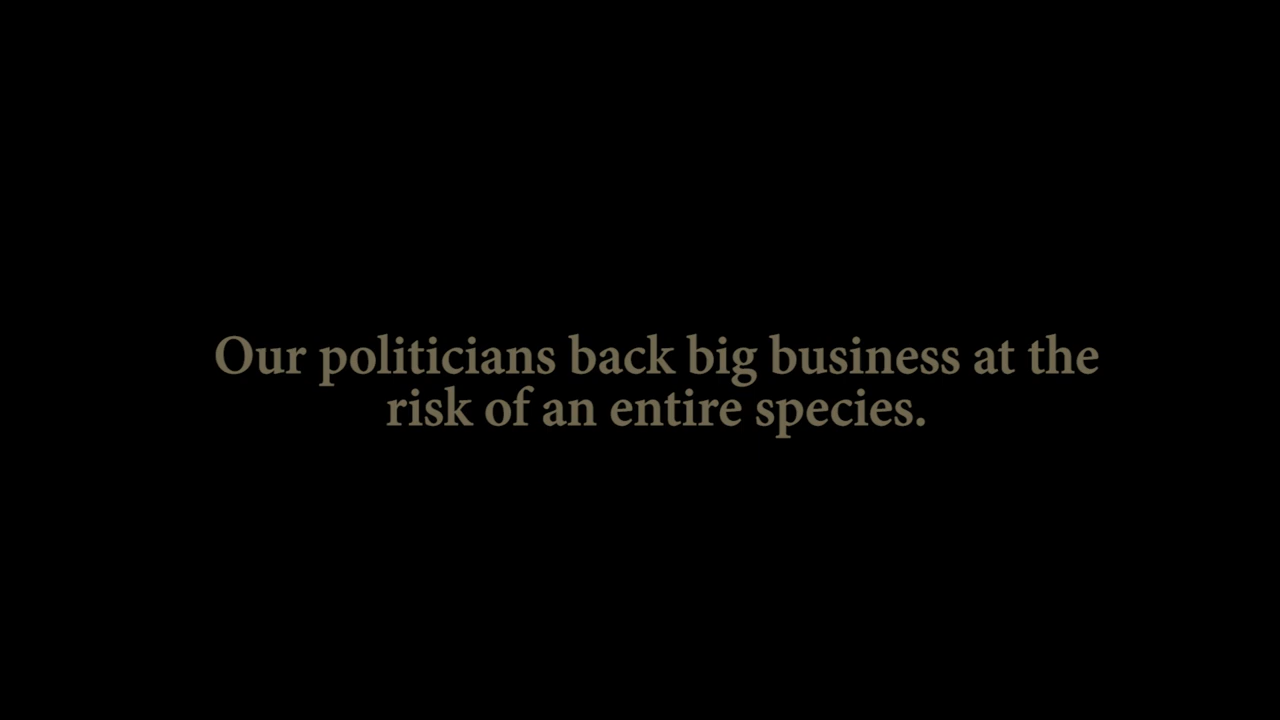 Our politicians back big business at the
risk of an entire species.